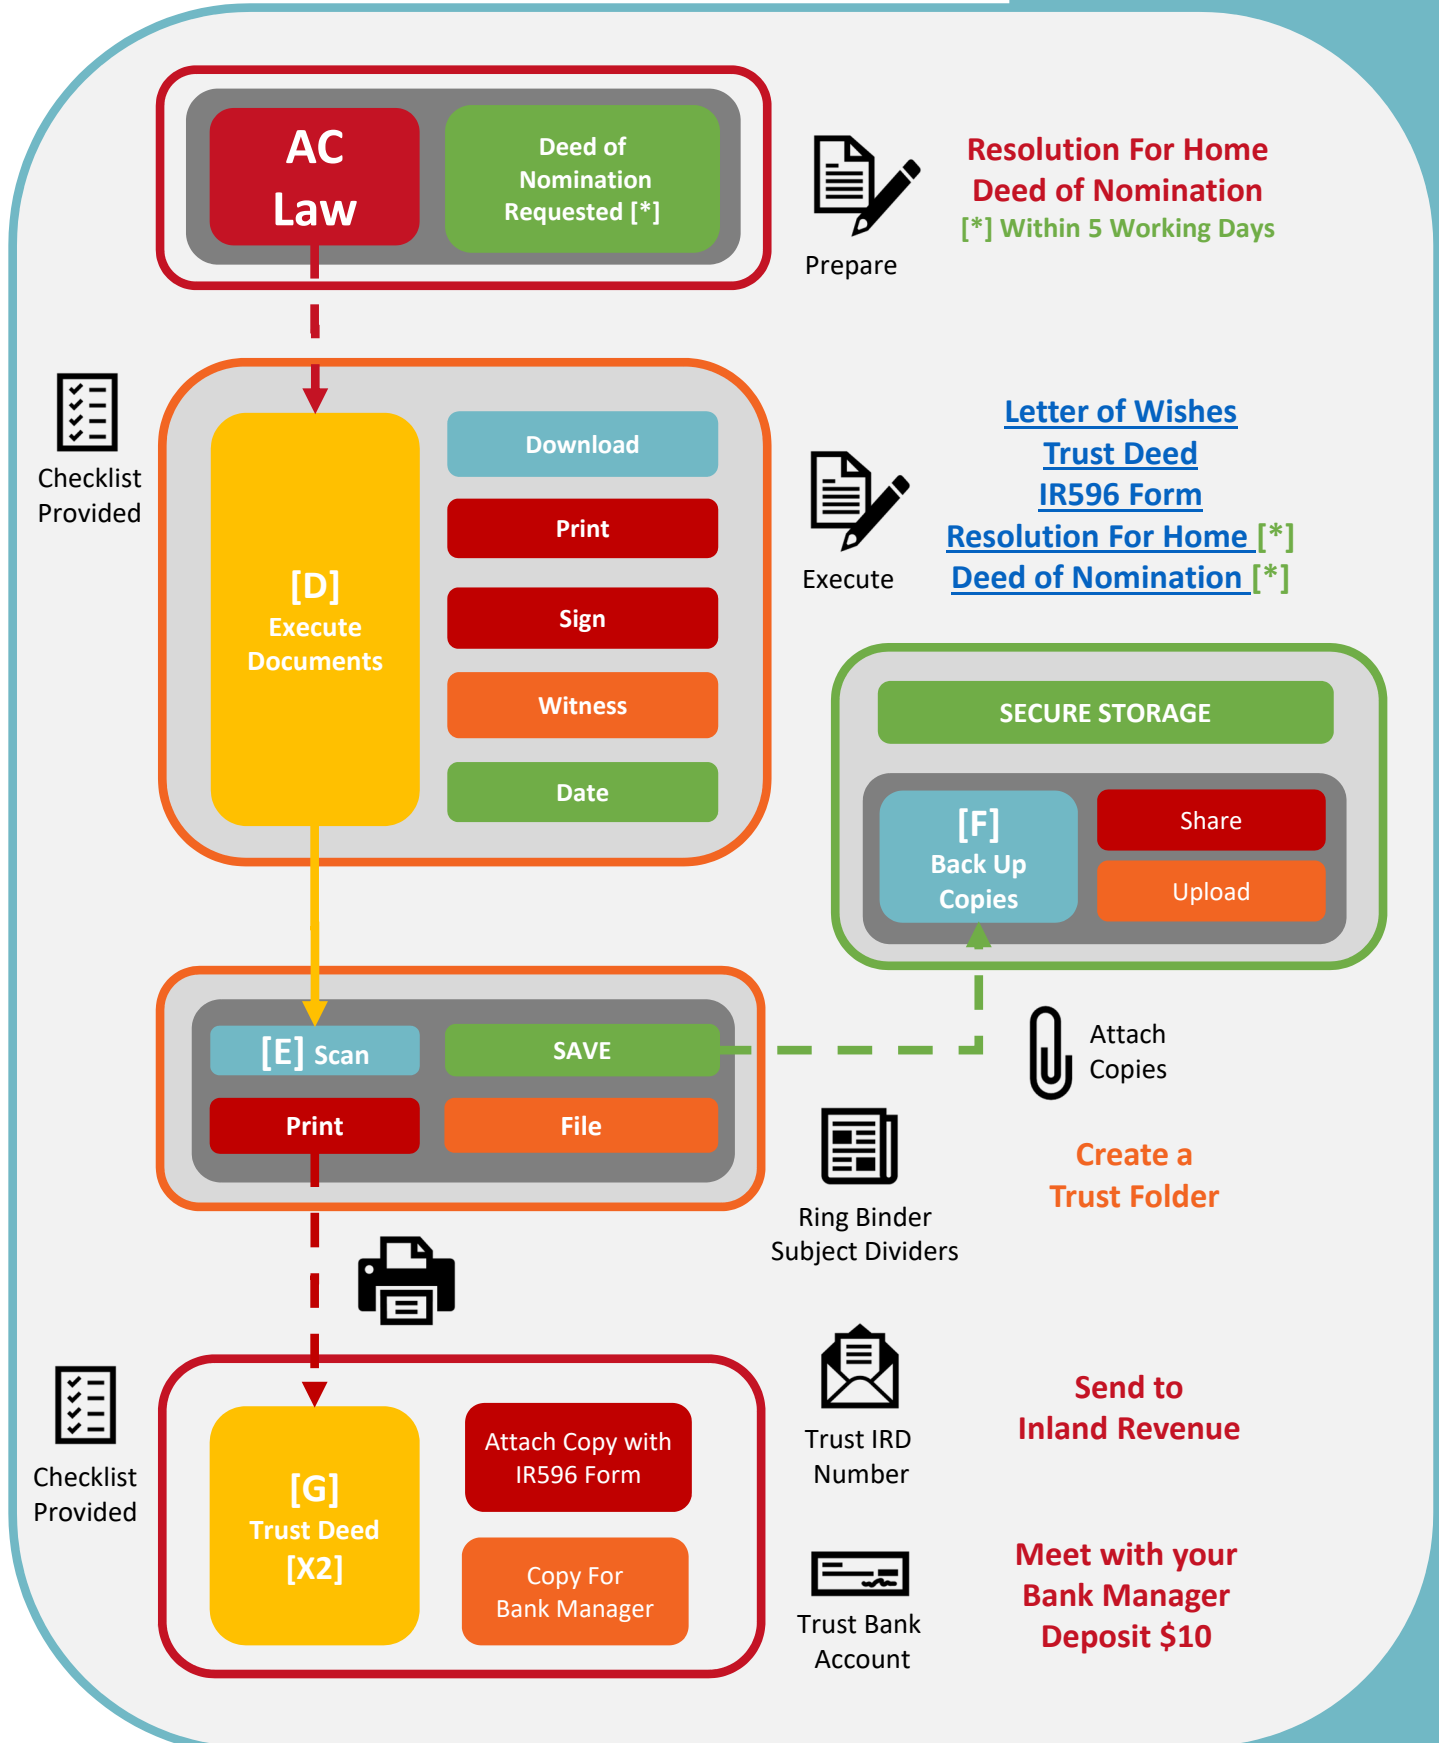 AC
Law
Deed of
Nomination
Requested [*]
Prepare
Resolution For Home
Deed of Nomination
[*] Within 5 Working Days
Checklist
Provided
[D]
Execute
Documents
Download
Print
Sign
Witness
Date
Execute
Letter of Wishes
Trust Deed
IR596 Form
Resolution For Home [*]
Deed of Nomination [*]
SECURE STORAGE
[F]
Back Up
Copies
Share
Upload
[E] Scan
SAVE
Print
File
Attach
Copies
Ring Binder
Subject Dividers
Create a
Trust Folder
Checklist
Provided
[G]
Trust Deed
[X2]
Attach Copy with
IR596 Form
Copy For
Bank Manager
Trust IRD
Number
Send to
Inland Revenue
Trust Bank
Account
Meet with your
Bank Manager
Deposit $10